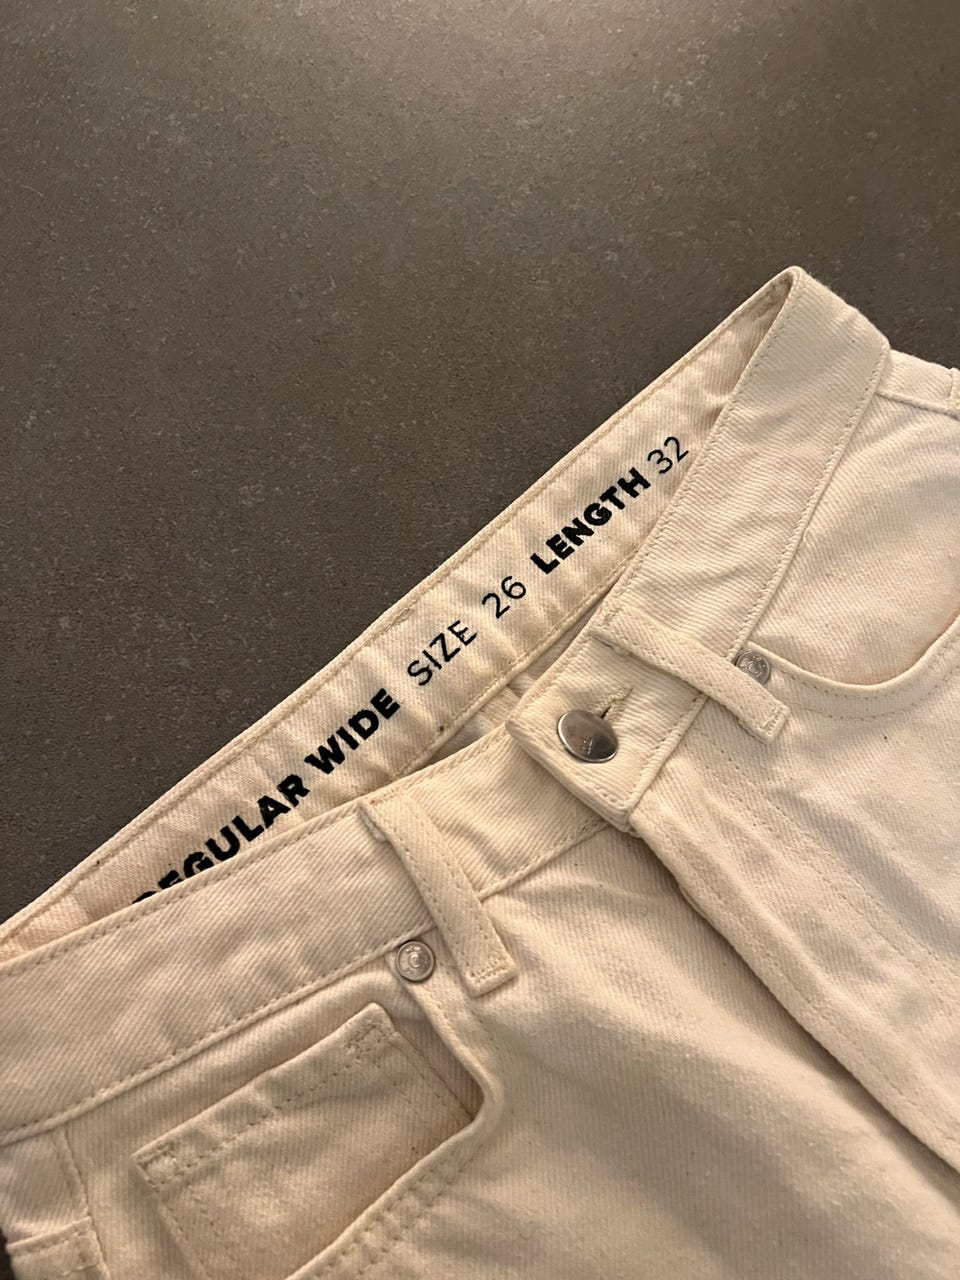 REGULAR WIDE SIZE 26 LENGTH 32